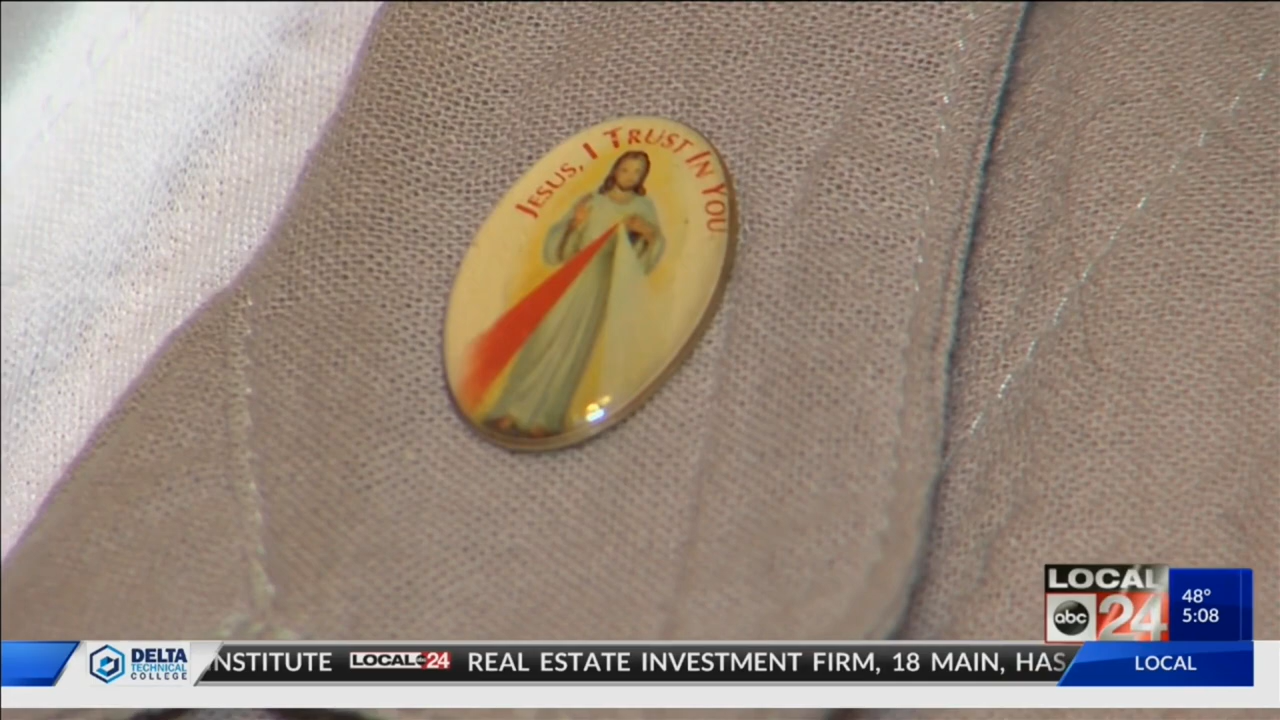 JESUS, I TRUST IN YOU
LOCAL
abc 24
48°
5:08
DELTA
TECHNICAL
COLLEGE
NSTITUTE LOCAL abc 24 REAL ESTATE INVESTMENT FIRM, 18 MAIN, HAS
LOCAL